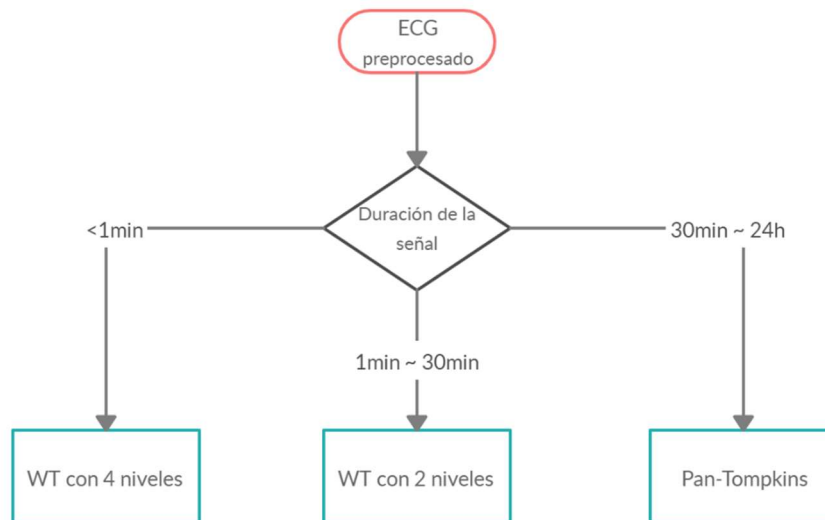 ECG
preprocesado
Duración de la
señal
<1min
30min ~ 24h
1min ~ 30min
WT con 4 niveles
WT con 2 niveles
Pan-Tompkins